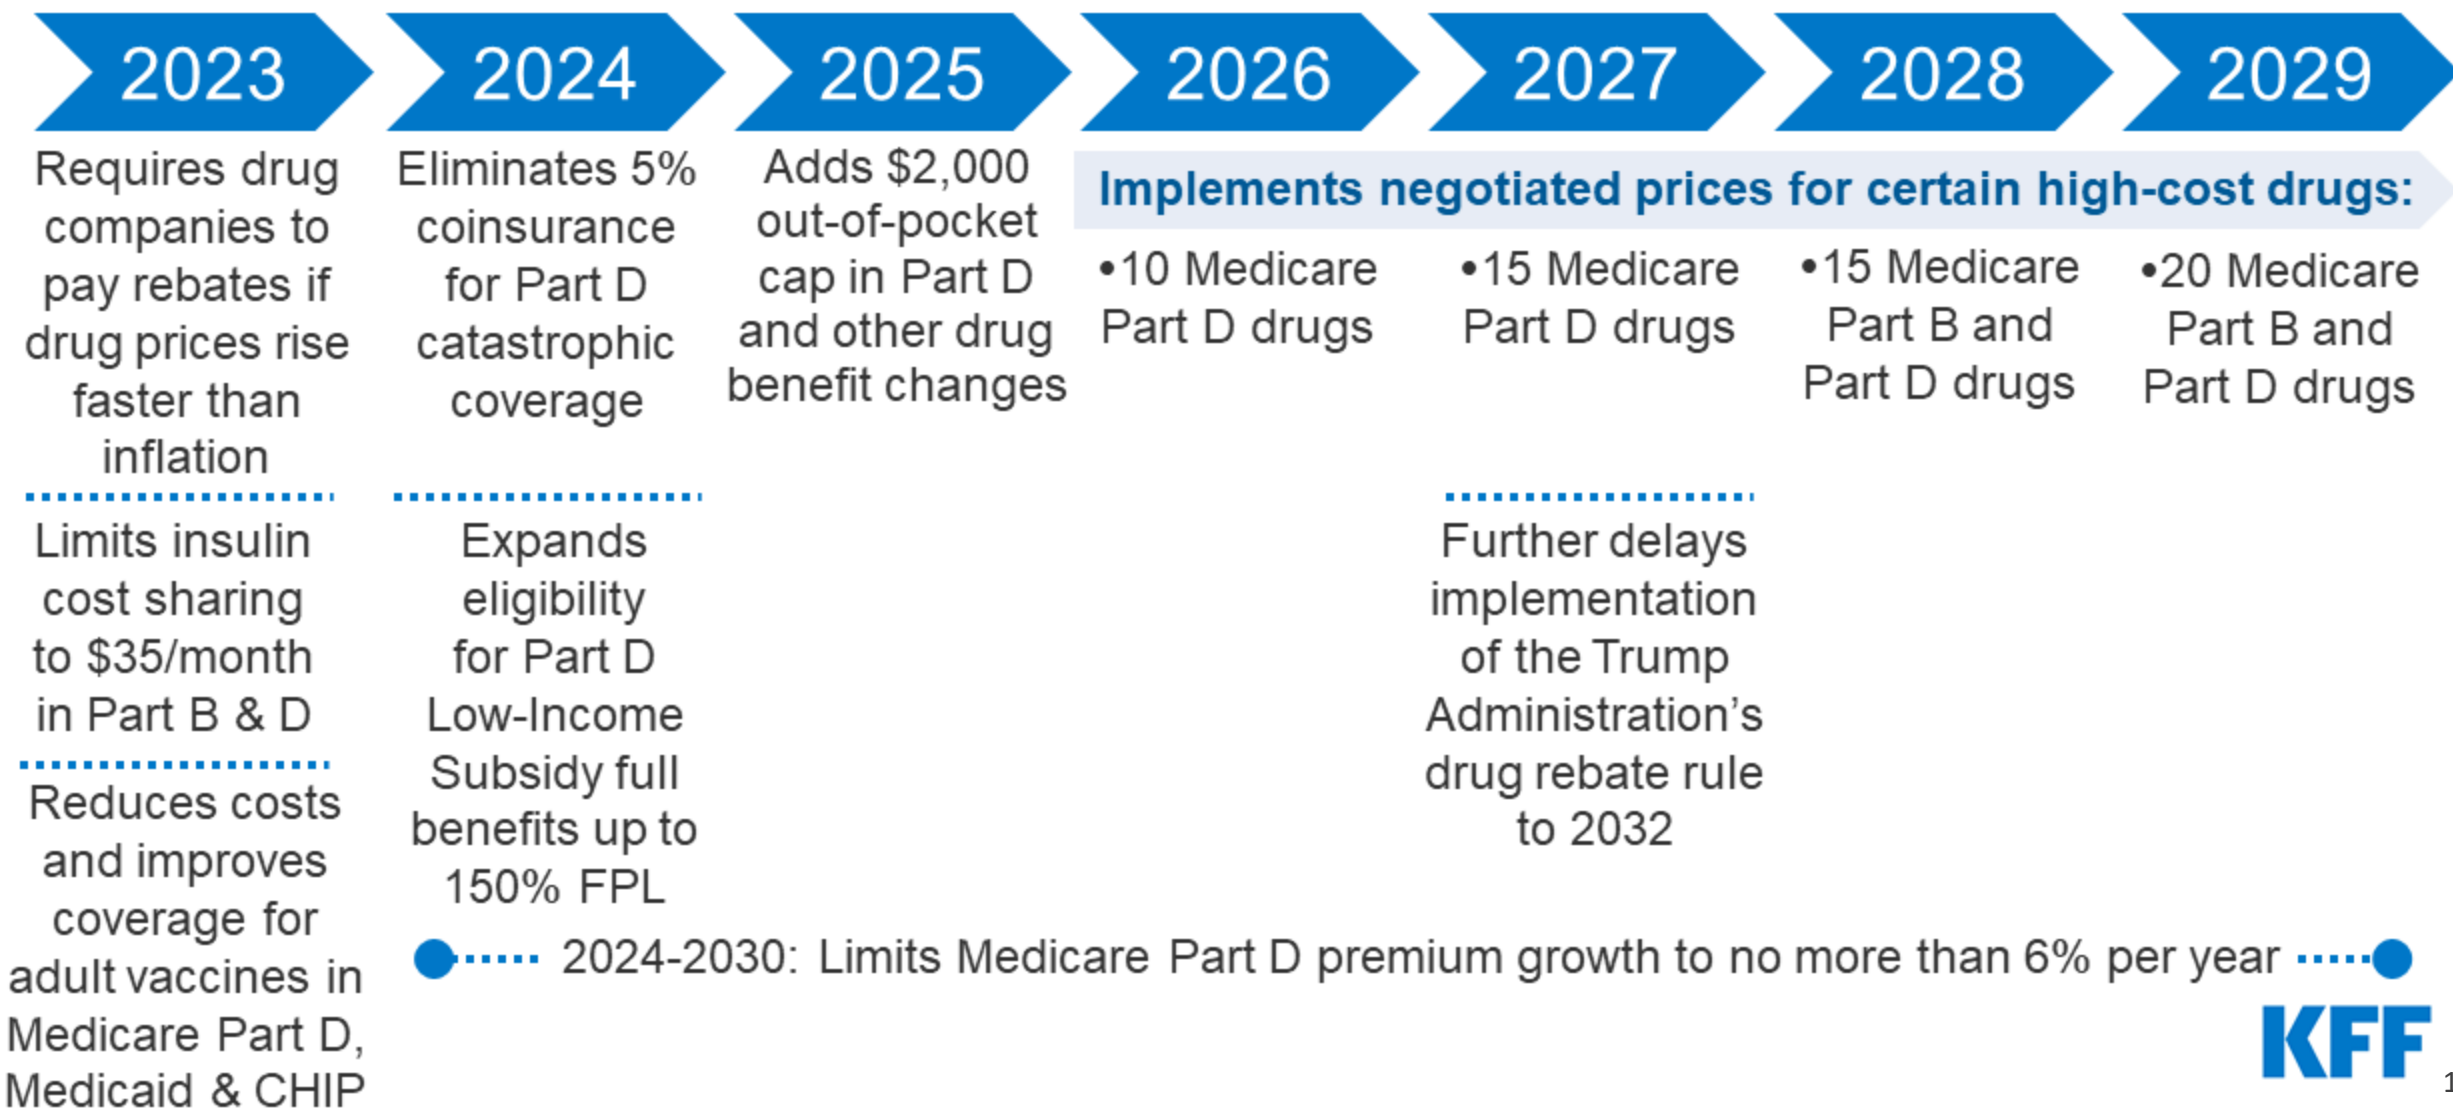 2023
2024
2025
2026
2027
2028
2029
Requires drug
companies to
pay rebates if
drug prices rise
faster than
inflation
Limits insulin
cost sharing
to $35/month
in Part B & D
Reduces costs
and improves
coverage for
adult vaccines in
Medicare Part D,
Medicaid & CHIP
Eliminates 5%
coinsurance
for Part D
catastrophic
coverage
Expands
eligibility
for Part D
Low-Income
Subsidy full
benefits up to
150% FPL
Adds $2,000
out-of-pocket
cap in Part D
and other drug
benefit changes
Implements negotiated prices for certain high-cost drugs:
•10 Medicare
Part D drugs
•15 Medicare
Part D drugs
Further delays
implementation
of the Trump
Administration’s
drug rebate rule
to 2032
•15 Medicare
Part B and
Part D drugs
•20 Medicare
Part B and
Part D drugs
2024-2030: Limits Medicare Part D premium growth to no more than 6% per year
KFF
1